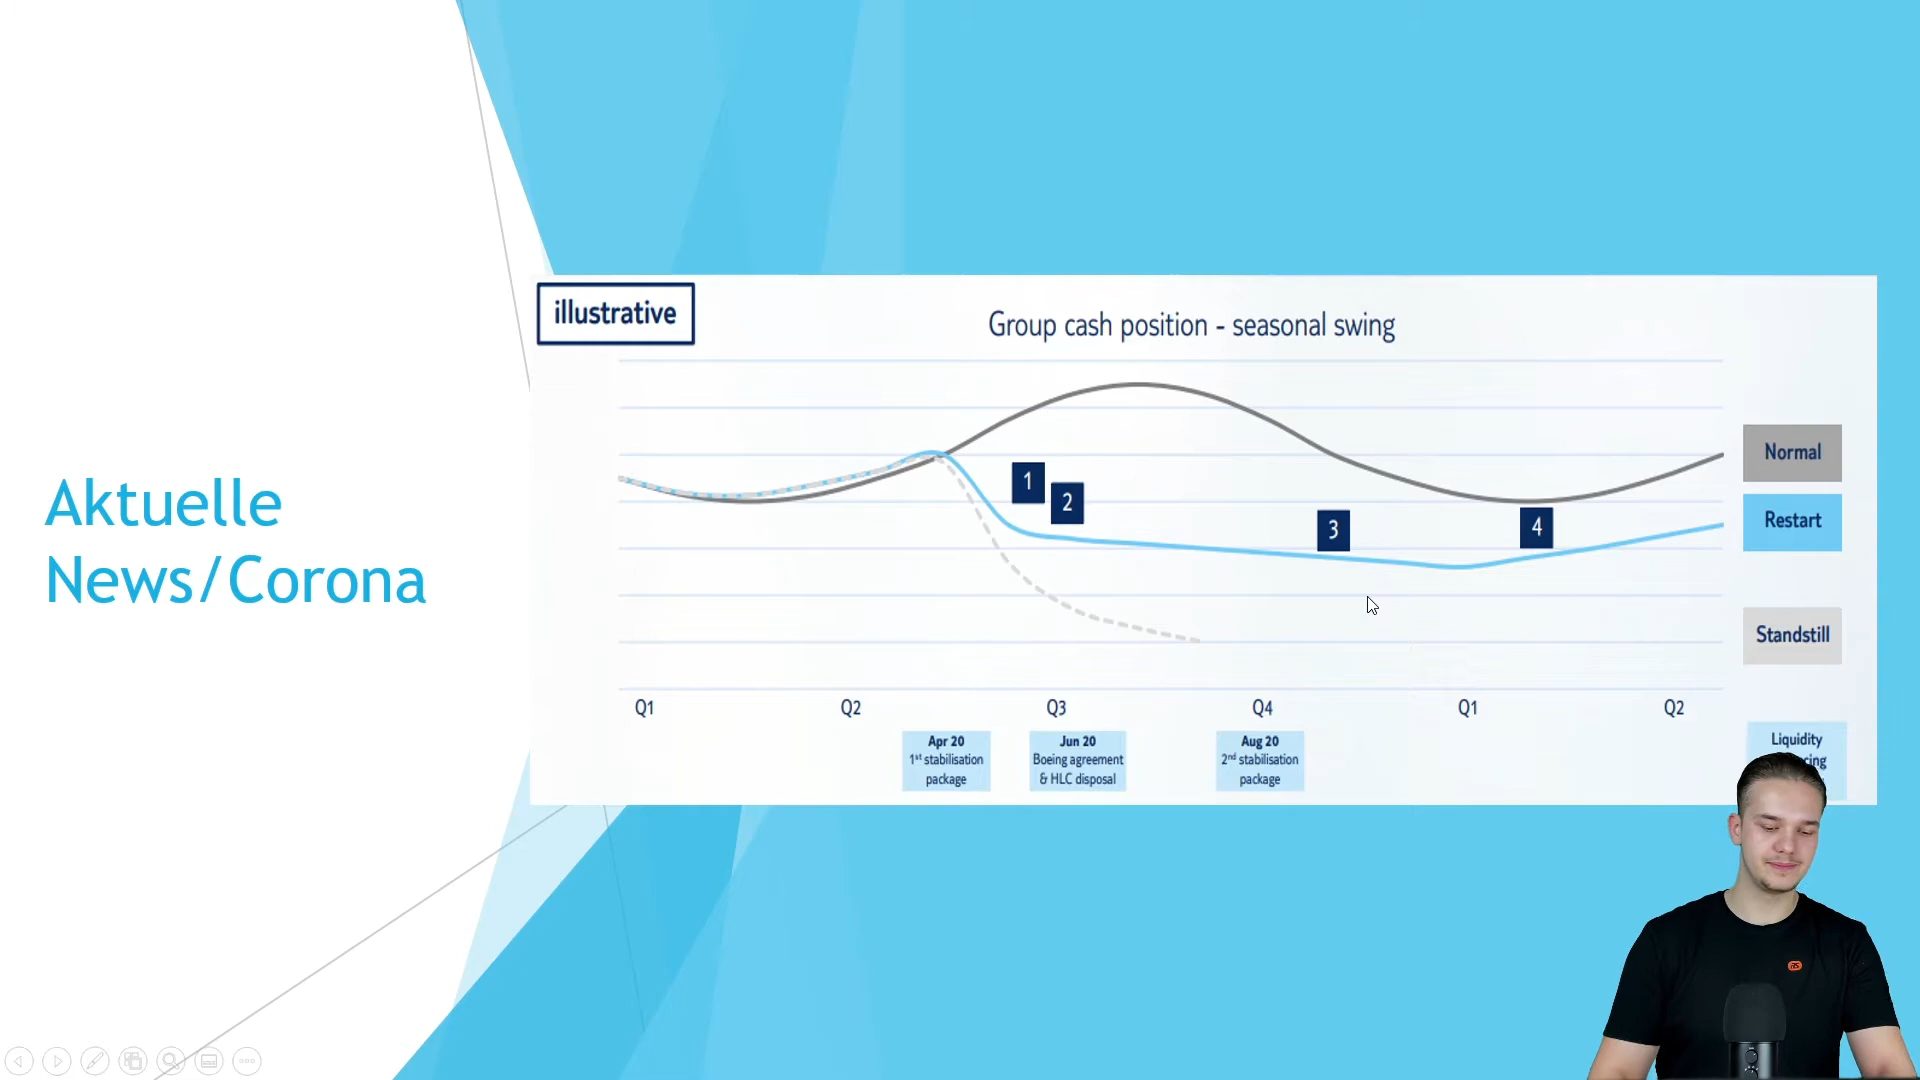 Aktuelle
News/Corona
illustrative
Group cash position - seasonal swing
1
2
3
4
Normal
Restart
Standstill
Q1 Q2 Q3 Q4 Q1 Q2
Apr 20
1st stabilisation
package
Jun 20
Boeing agreement
& HLC disposal
Aug 20
2nd stabilisation
package
Liquidity